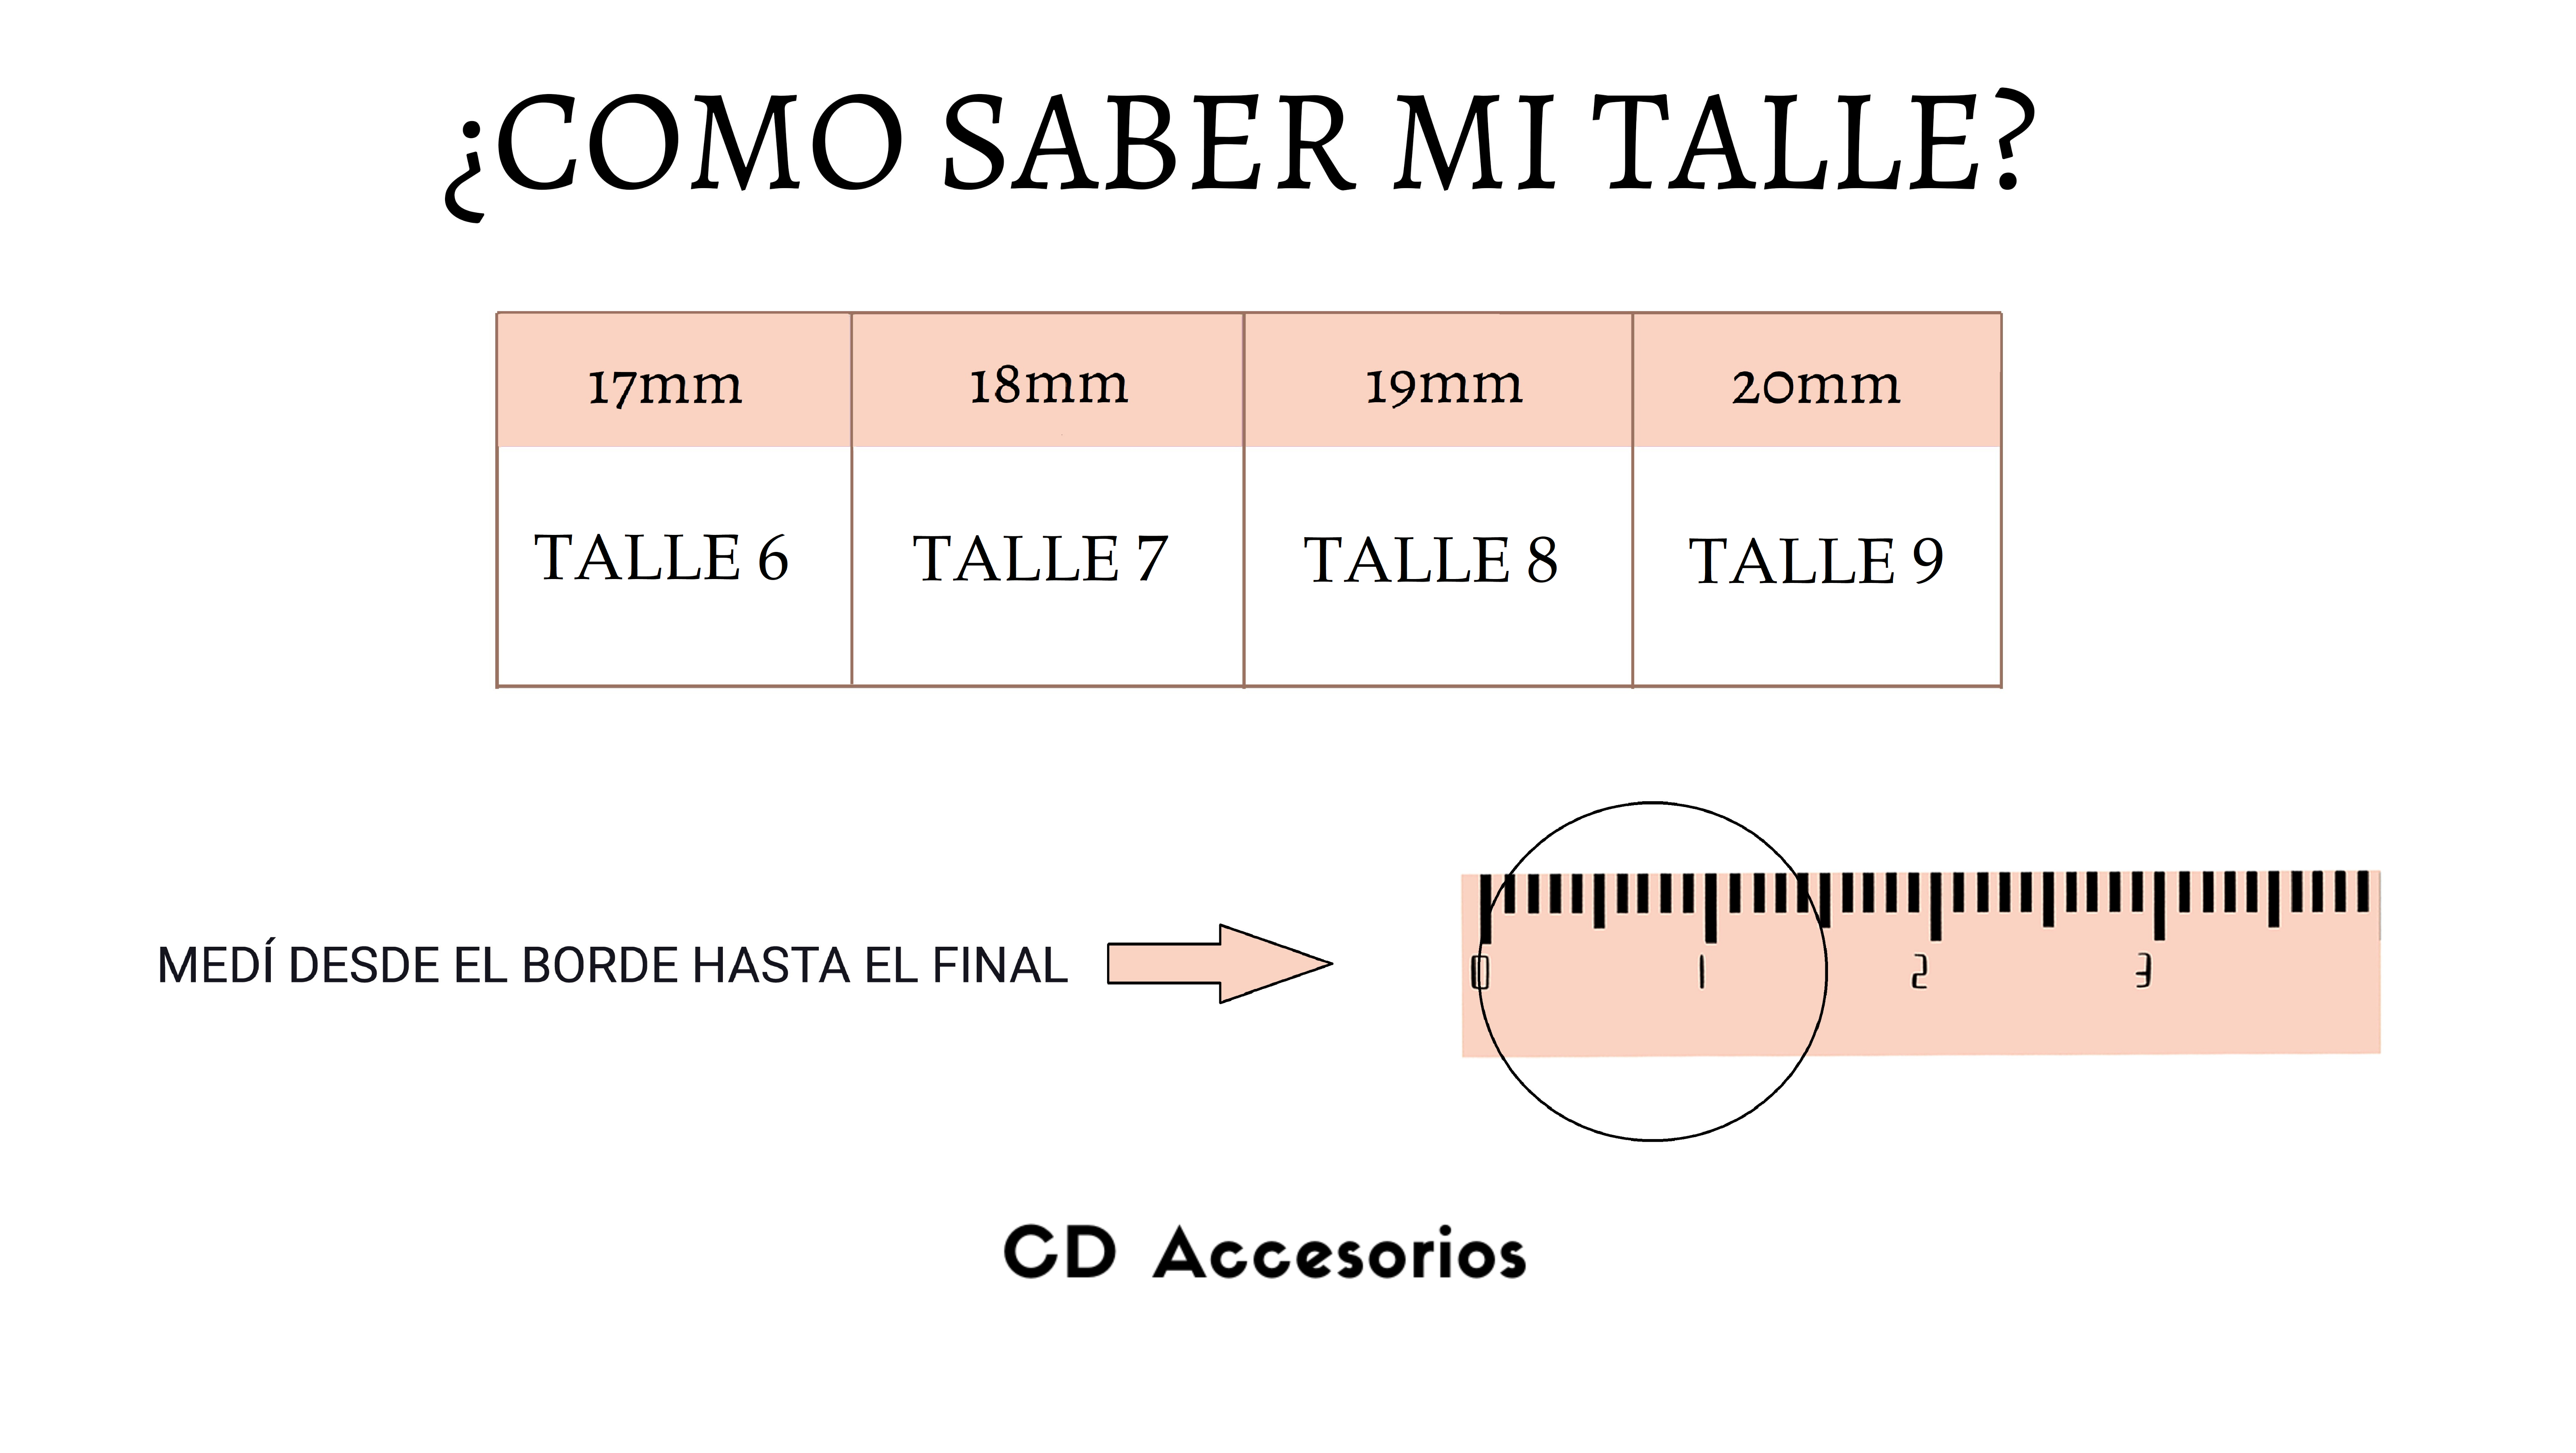 ¿COMO SABER MI TALLE?
17mm 18mm 19mm 20mm
TALLE 6 TALLE 7 TALLE 8 TALLE 9
MEDÍ DESDE EL BORDE HASTA EL FINAL
0 1 2 3
CD Accesorios